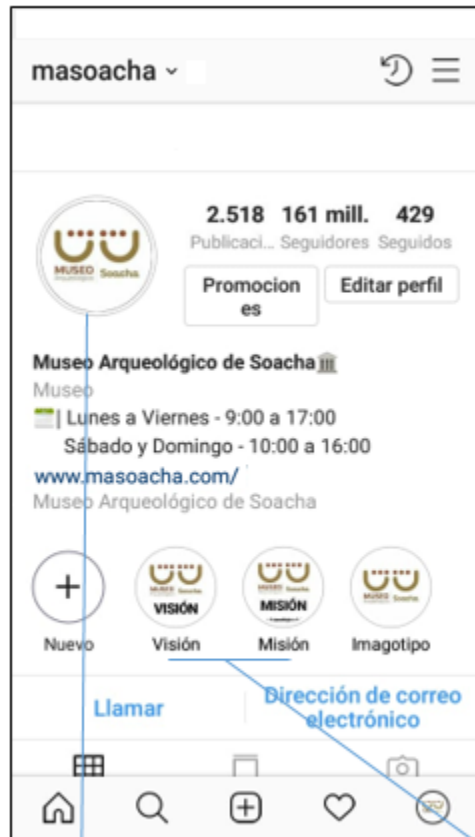 masoacha
2.518 161 mill. 429
Publicaci... Seguidores Seguidos
Promocion
es
Editar perfil
MUSEO Soacha
Museo Arqueológico de Soacha
Museo
| Lunes a Viernes - 9:00 a 17:00
Sábado y Domingo - 10:00 a 16:00
www.masoacha.com/
Museo Arqueológico de Soacha
VISIÓN
MISIÓN
Nuevo Visión Misión Imagotipo
Llamar
Dirección de correo
electrónico